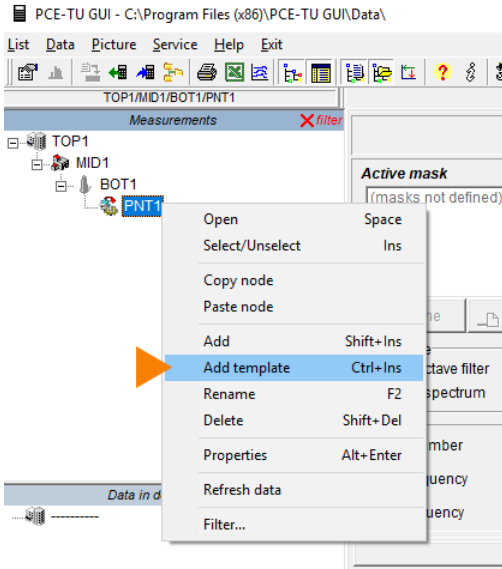 PCE-TU GUI - C:\Program Files (x86)\PCE-TU GUI\Data\
List Data Picture Service Help Exit
TOP1/MID1/BOT1/PNT1
Measurements filter
TOP1
MID1
BOT1
PNT1
Active mask
(masks not defined)
Open Space
Select/Unselect Ins
Copy node
Paste node
Add Shift+Ins
Add template Ctrl+Ins
Rename F2
Delete Shift+Del
Properties Alt+Enter
Refresh data
Filter...
ctave filter
spectrum
mber
quency
uency
Data in d
----------